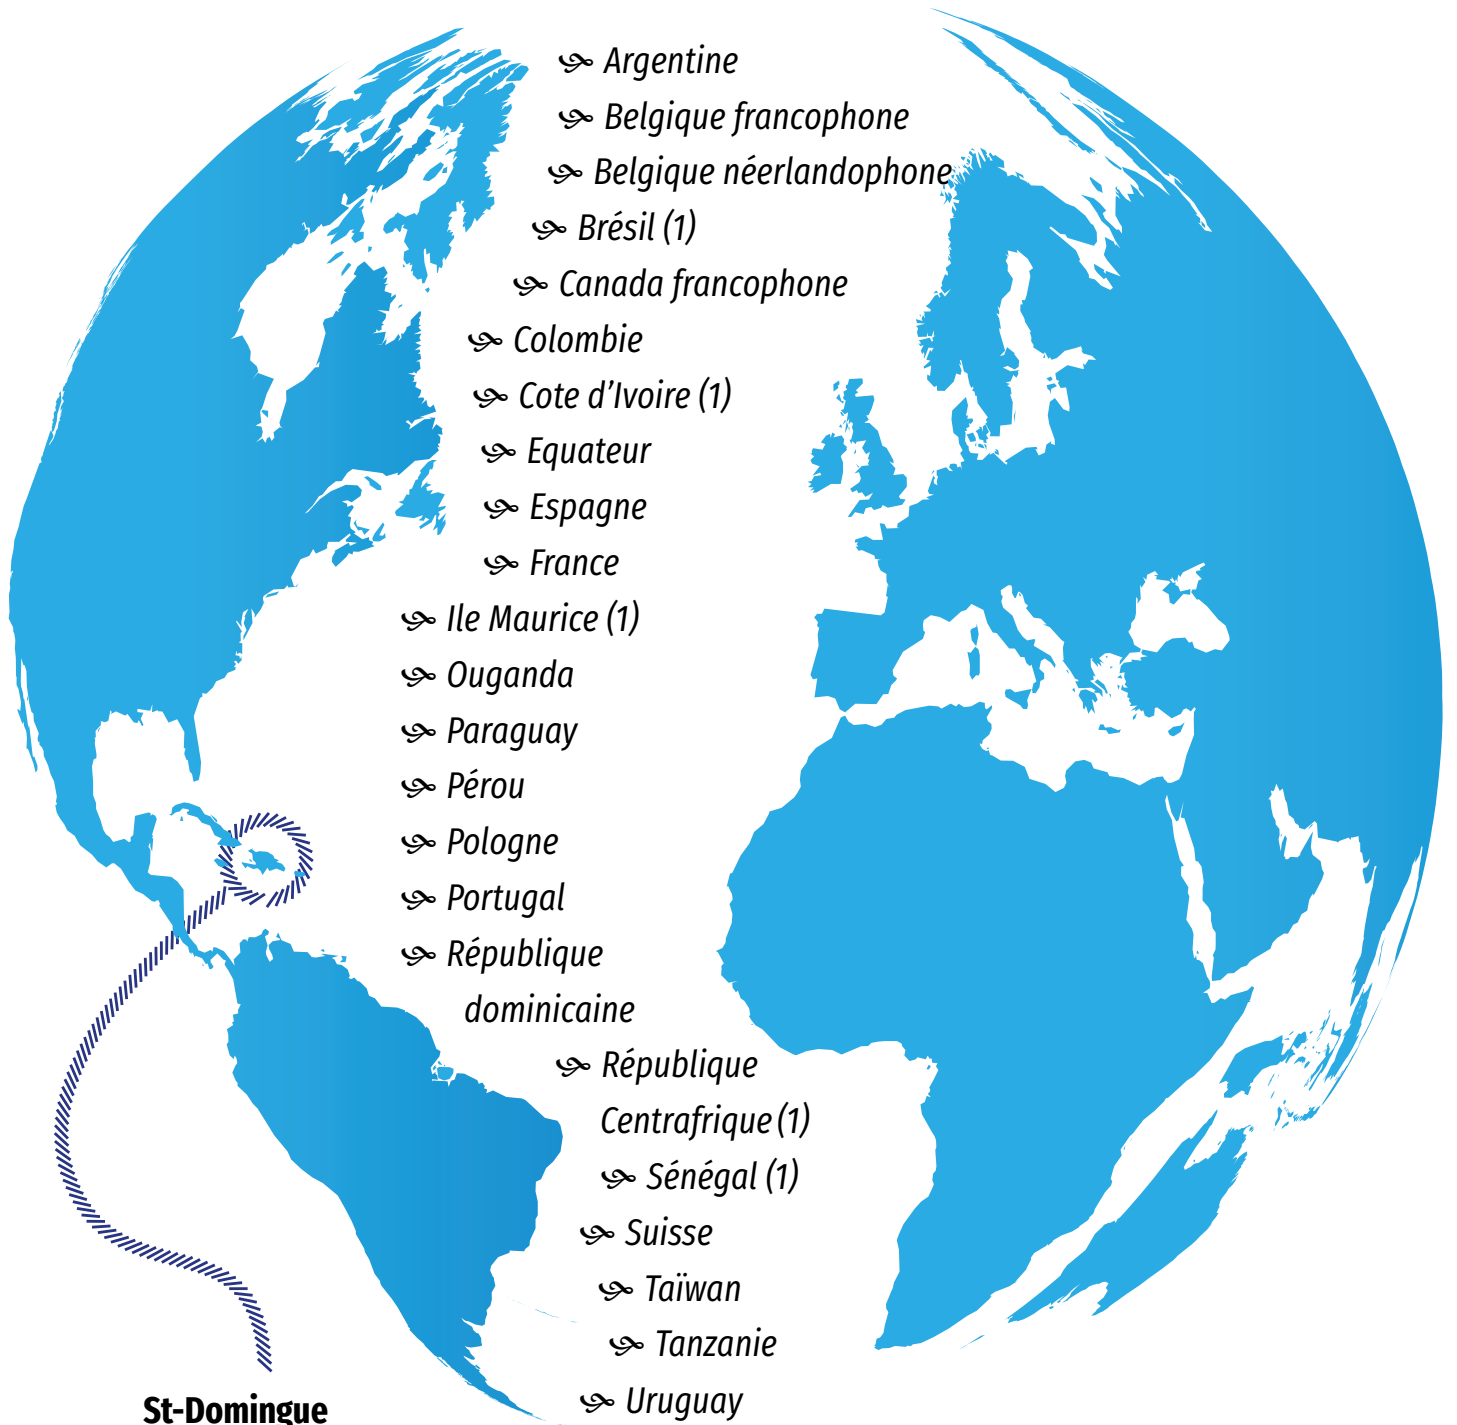 Argentine
Belgique francophone
Belgique néerlandophone
Brésil (1)
Canada francophone
Colombie
Cote d’Ivoire (1)
Equateur
Espagne
France
Ile Maurice (1)
Ouganda
Paraguay
Pérou
Pologne
Portugal
République
dominicaine
République
Centrafrique (1)
Sénégal (1)
Suisse
Taïwan
Tanzanie
Uruguay
St-Domingue